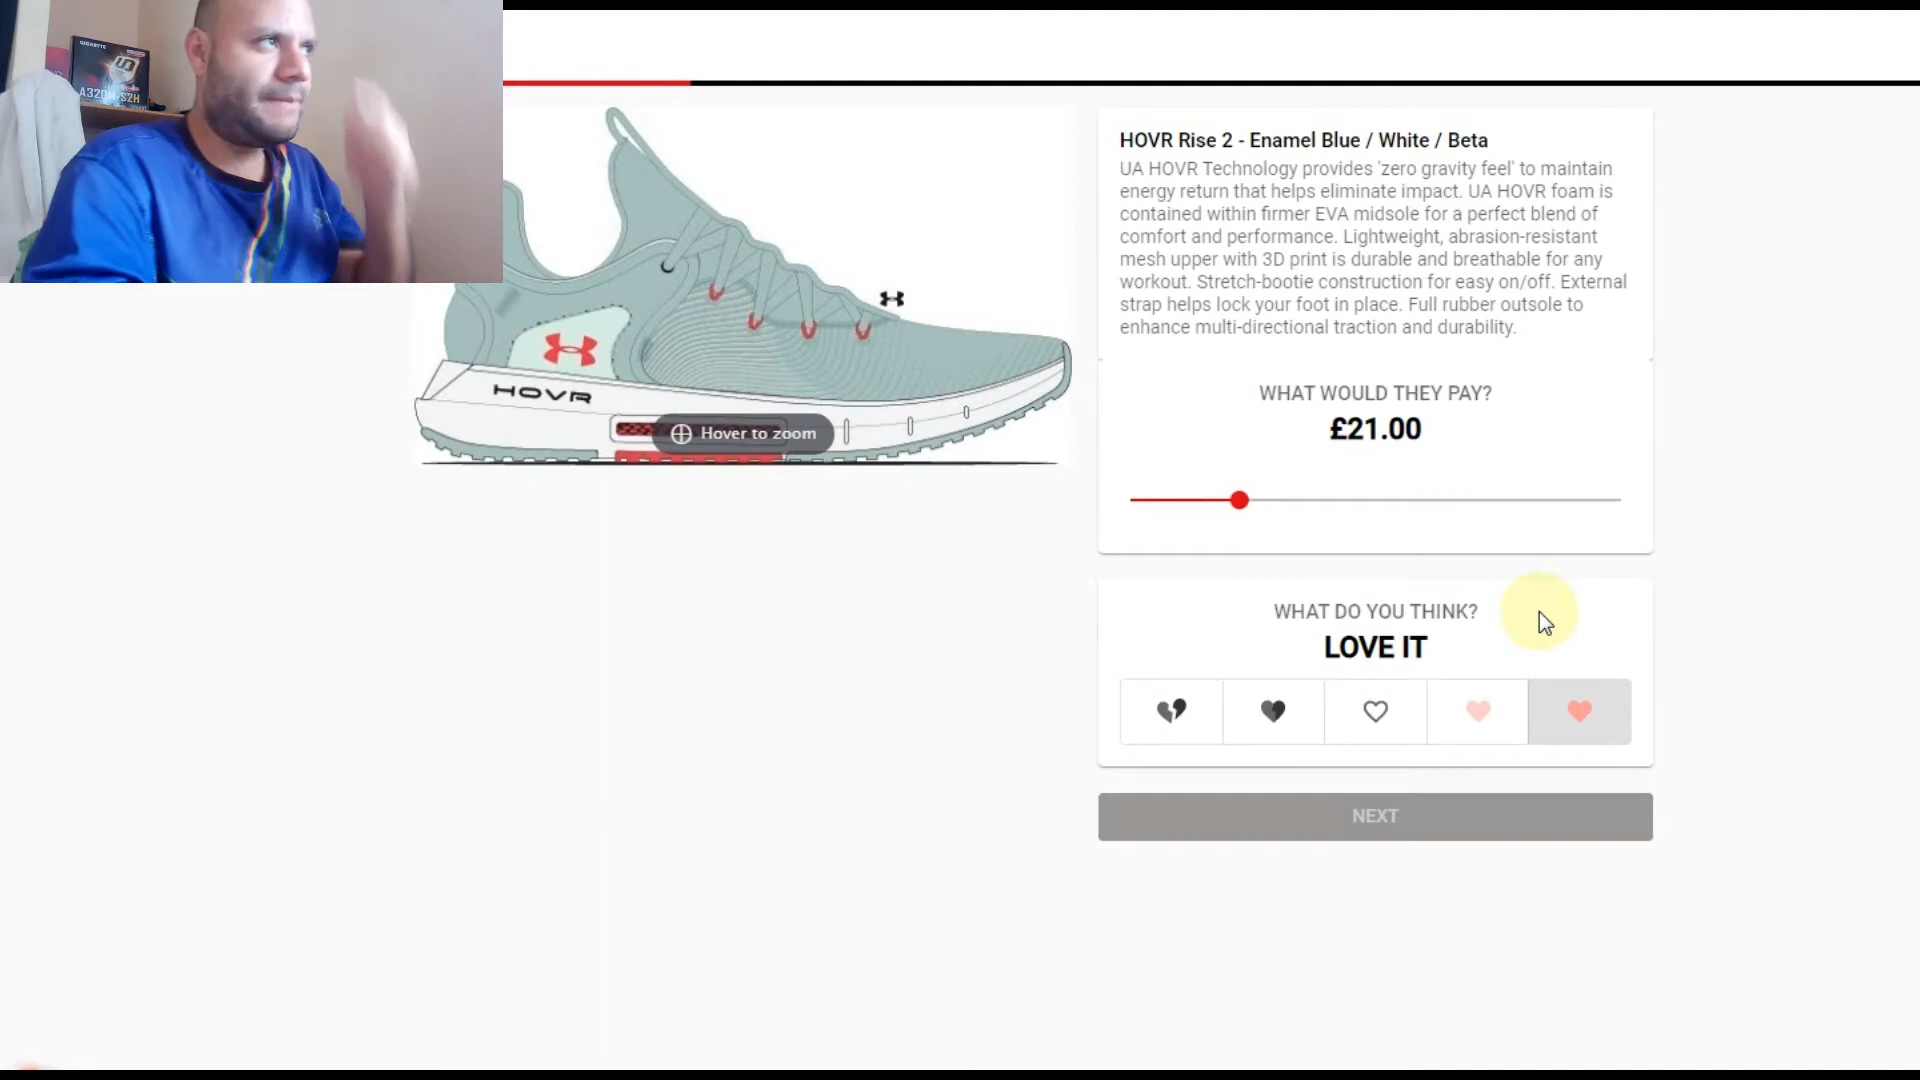 GIGABYTE
A320M-S2H
HOVR
Hover to zoom
HOVR Rise 2 - Enamel Blue / White / Beta
UA HOVR Technology provides 'zero gravity feel' to maintain
energy return that helps eliminate impact. UA HOVR foam is
contained within firmer EVA midsole for a perfect blend of
comfort and performance. Lightweight, abrasion-resistant
mesh upper with 3D print is durable and breathable for any
workout. Stretch-bootie construction for easy on/off. External
strap helps lock your foot in place. Full rubber outsole to
enhance multi-directional traction and durability.
WHAT WOULD THEY PAY?
£21.00
WHAT DO YOU THINK?
LOVE IT
NEXT